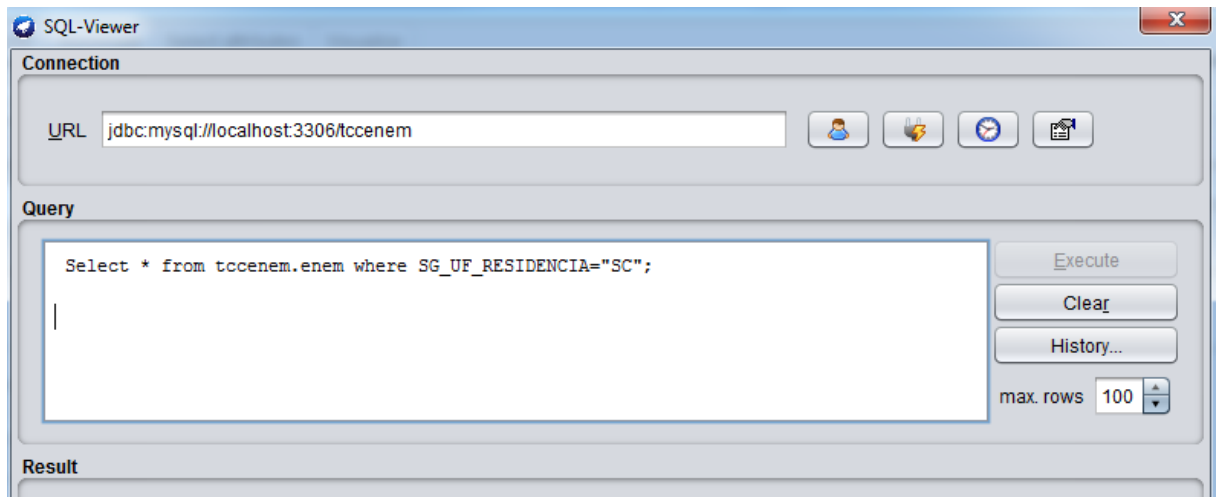 SQL-Viewer
Connection
URL jdbc:mysql://localhost:3306/tccenem
Query
Select * from tccenem.enem where SG_UF_RESIDENCIA="SC";
Execute
Clear
History...
max. rows 100
Result